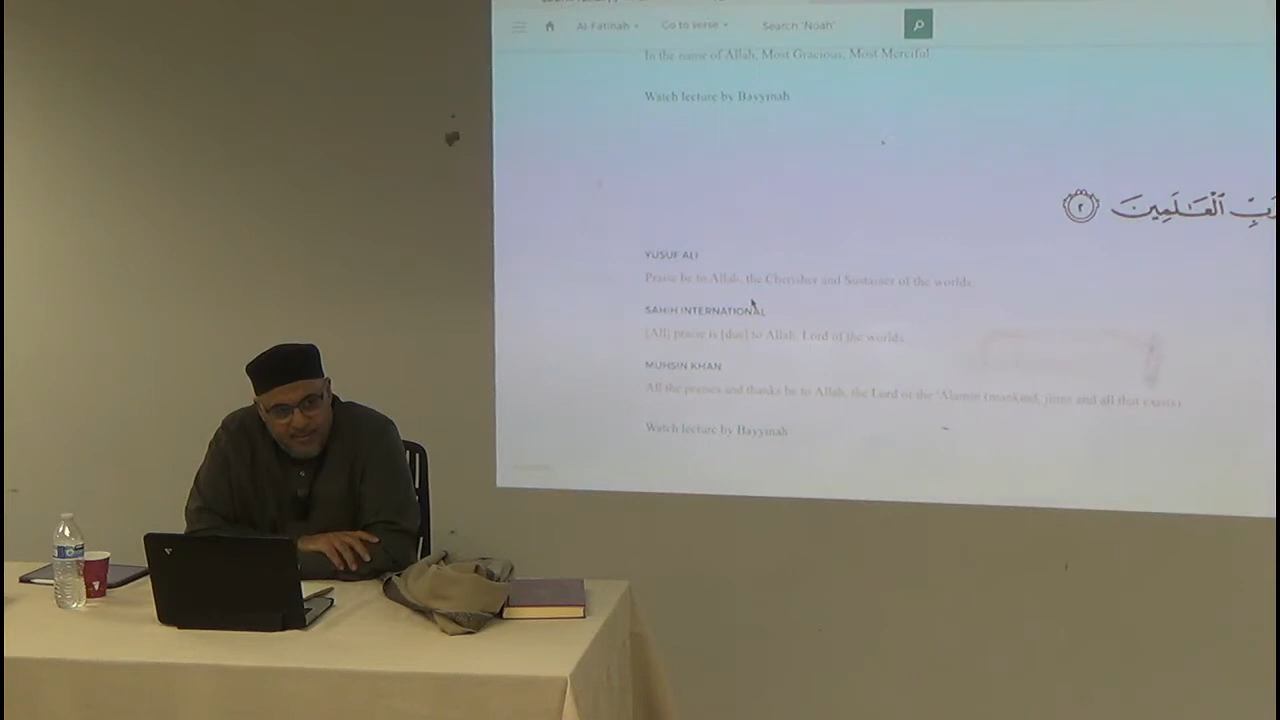 Al-Fatihah Go to verse Search "Noah"
In the name of Allah, Most Gracious, Most Merciful
Watch lecture by Bayyinah
رَبِّ ٱلْعَـٰلَمِينَ ٢
YUSUF ALI
Praise be to Allah, the Cherisher and Sustainer of the worlds
SAHIH INTERNATIONAL
[All] praise is [due] to Allah, Lord of the worlds
MUHSIN KHAN
All the praises and thanks be to Allah, the Lord of the 'Alamin (mankind, jinns and all that exists)
Watch lecture by Bayyinah